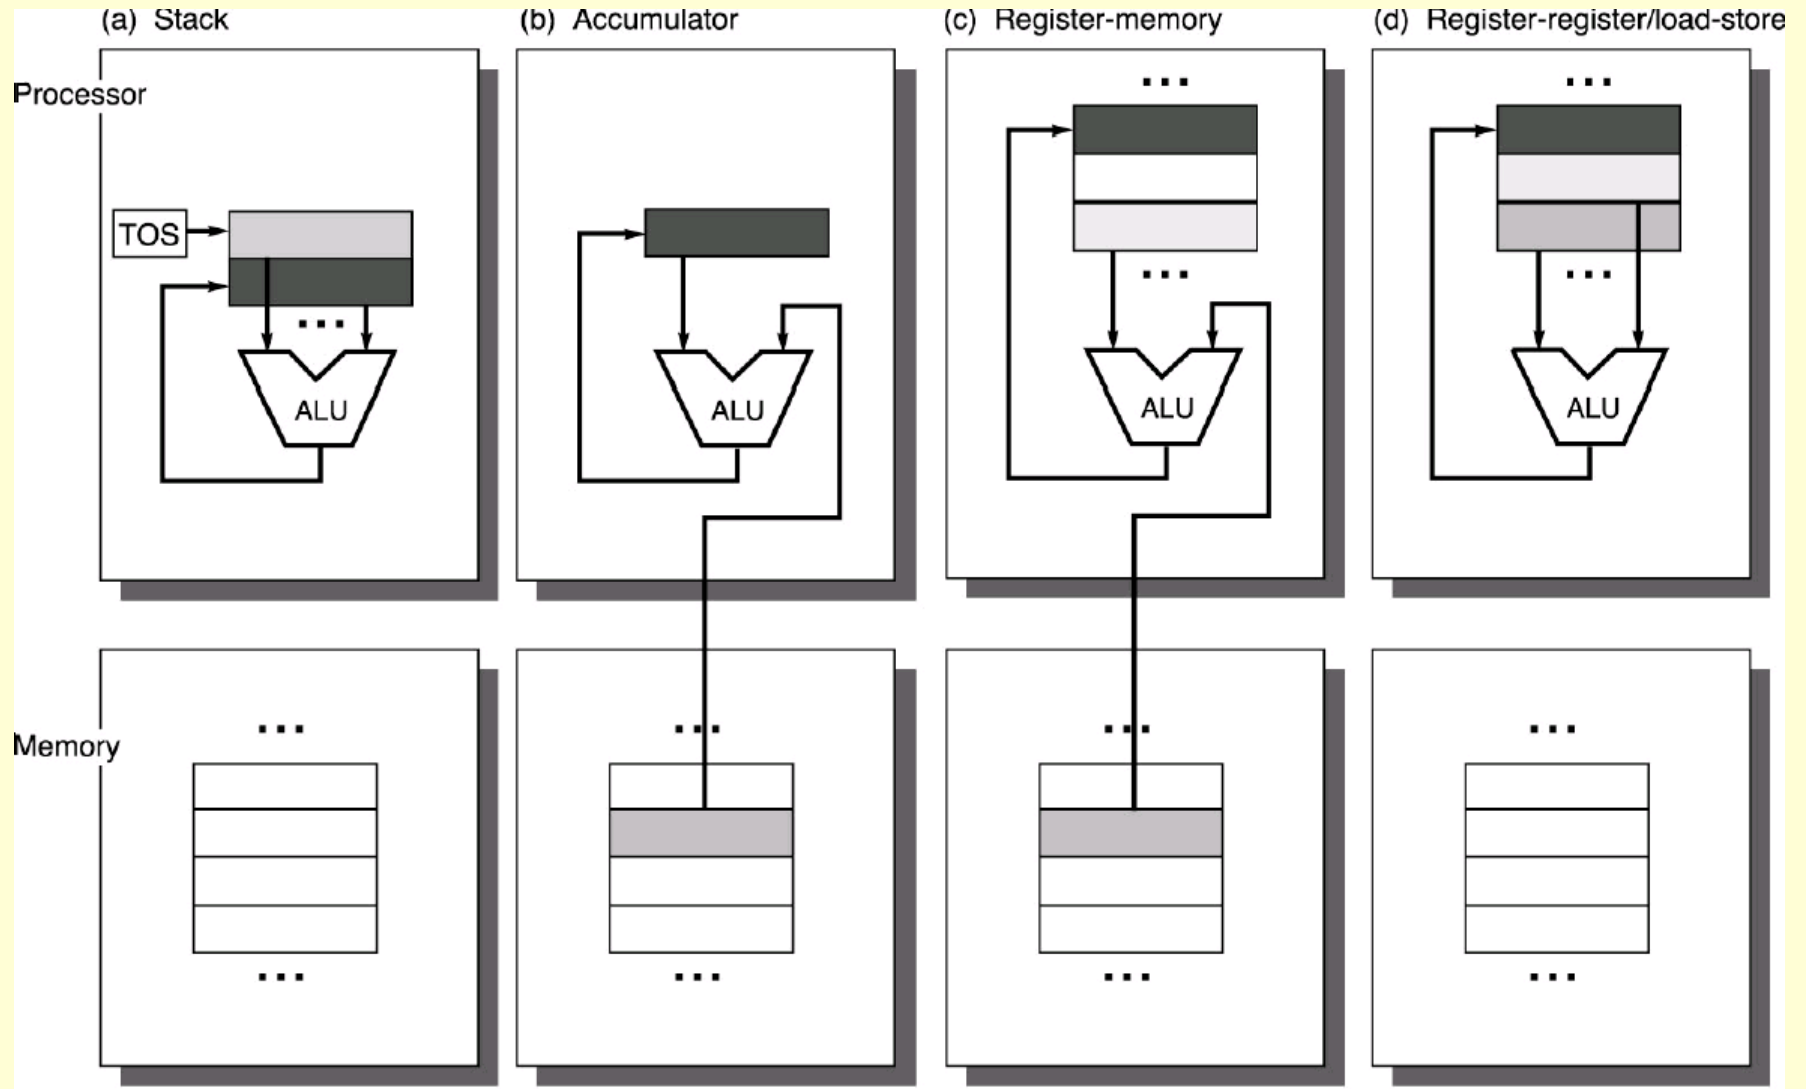 (a) Stack
(b) Accumulator
(c) Register-memory
(d) Register-register/load-store
Processor
...
...
TOS
...
...
...
ALU
ALU
ALU
ALU
Memory
...
...
...
...
...
...
...
...